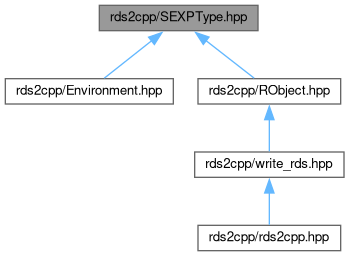 rds2cpp/SEXPType.hpp
rds2cpp/Environment.hpp
rds2cpp/RObject.hpp
rds2cpp/write_rds.hpp
rds2cpp/rds2cpp.hpp